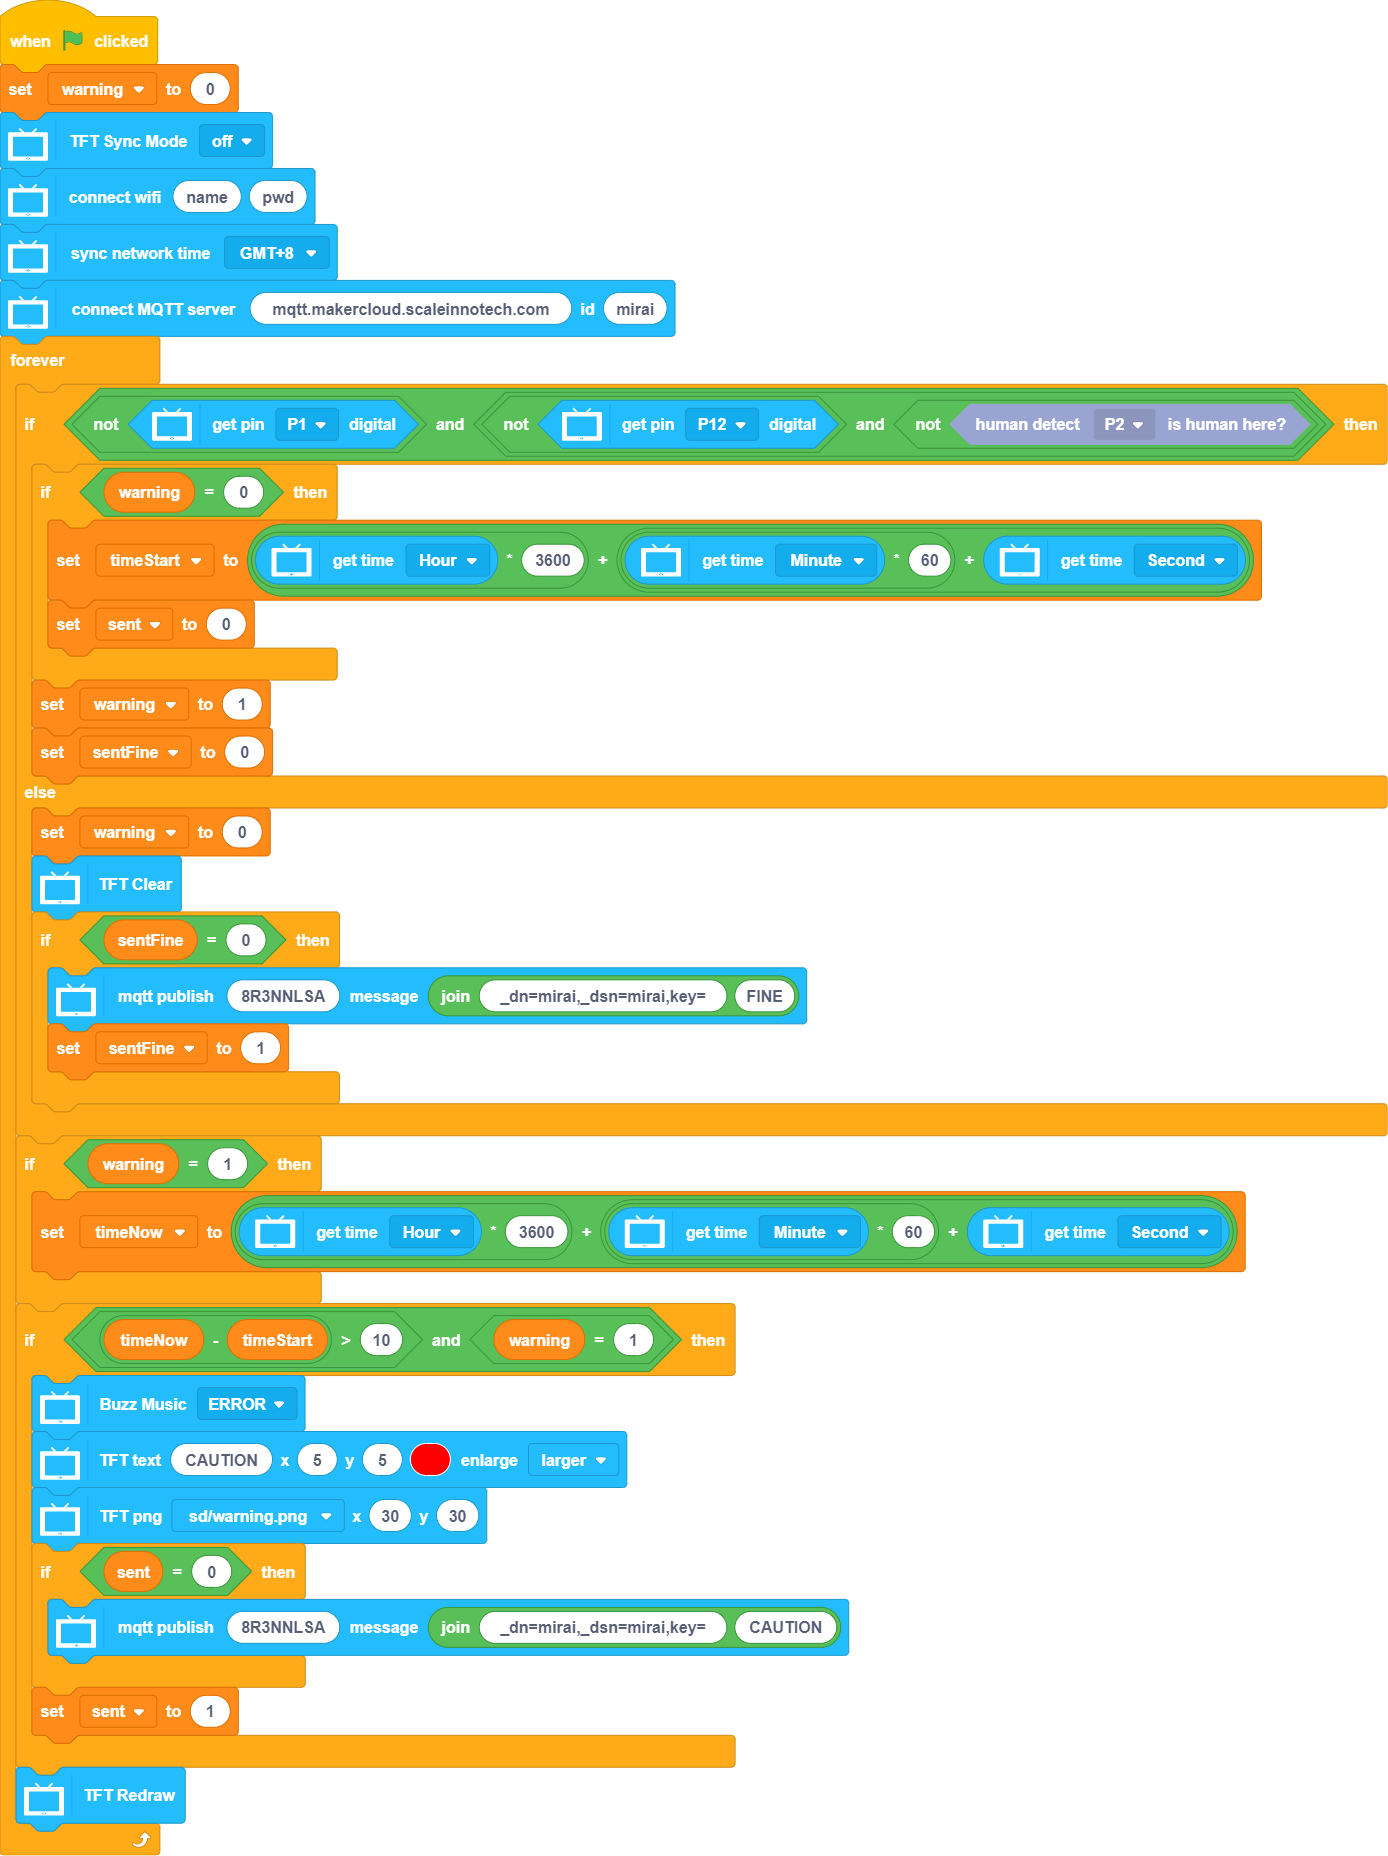 when clicked
set warning to 0
TFT Sync Mode off
connect wifi name pwd
sync network time GMT+8
connect MQTT server mqtt.makercloud.scaleinnotech.com id mirai
forever
if not get pin P1 digital and not get pin P12 digital and not human detect P2 is human here? then
if warning = 0 then
set timeStart to get time Hour * 3600 + get time Minute * 60 + get time Second
set sent to 0
set warning to 1
set sentFine to 0
else
set warning to 0
TFT Clear
if sentFine = 0 then
mqtt publish 8R3NNLSA message join _dn=mirai,_dsn=mirai,key= FINE
set sentFine to 1
if warning = 1 then
set timeNow to get time Hour * 3600 + get time Minute * 60 + get time Second
if timeNow - timeStart > 10 and warning = 1 then
Buzz Music ERROR
TFT text CAUTION x 5 y 5 enlarge larger
TFT png sd/warning.png x 30 y 30
if sent = 0 then
mqtt publish 8R3NNLSA message join _dn=mirai,_dsn=mirai,key= CAUTION
set sent to 1
TFT Redraw